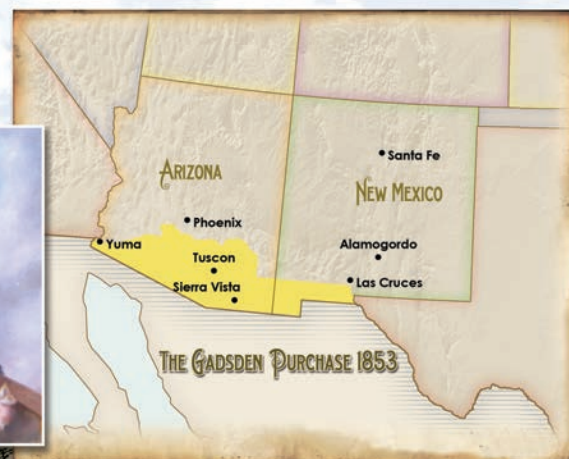 Santa Fe
Arizona
New Mexico
Phoenix
Alamogordo
Yuma
Tuscon
Las Cruces
Sierra Vista
The Gadsden Purchase 1853